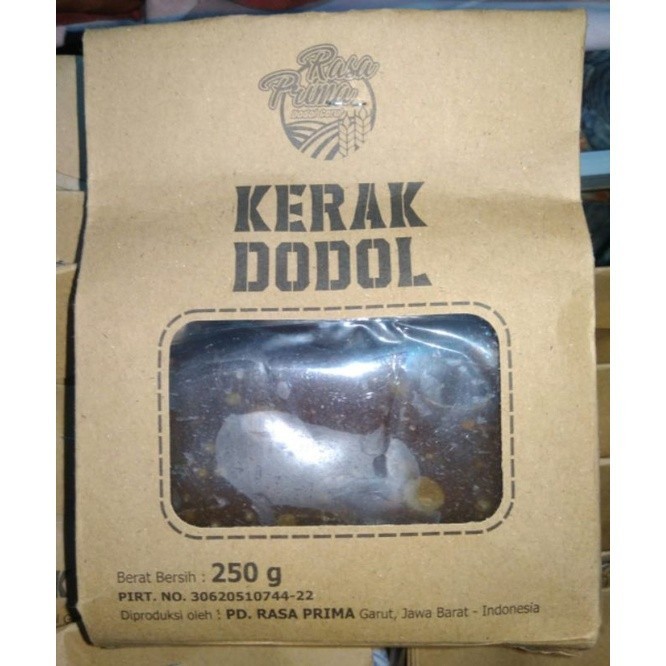 Rasa
Prima
KERAK
DODOL
Berat Bersih : 250 g
PIRT. NO. 30620510744-22
Diproduksi oleh : PD. RASA PRIMA Garut, Jawa Barat - Indonesia